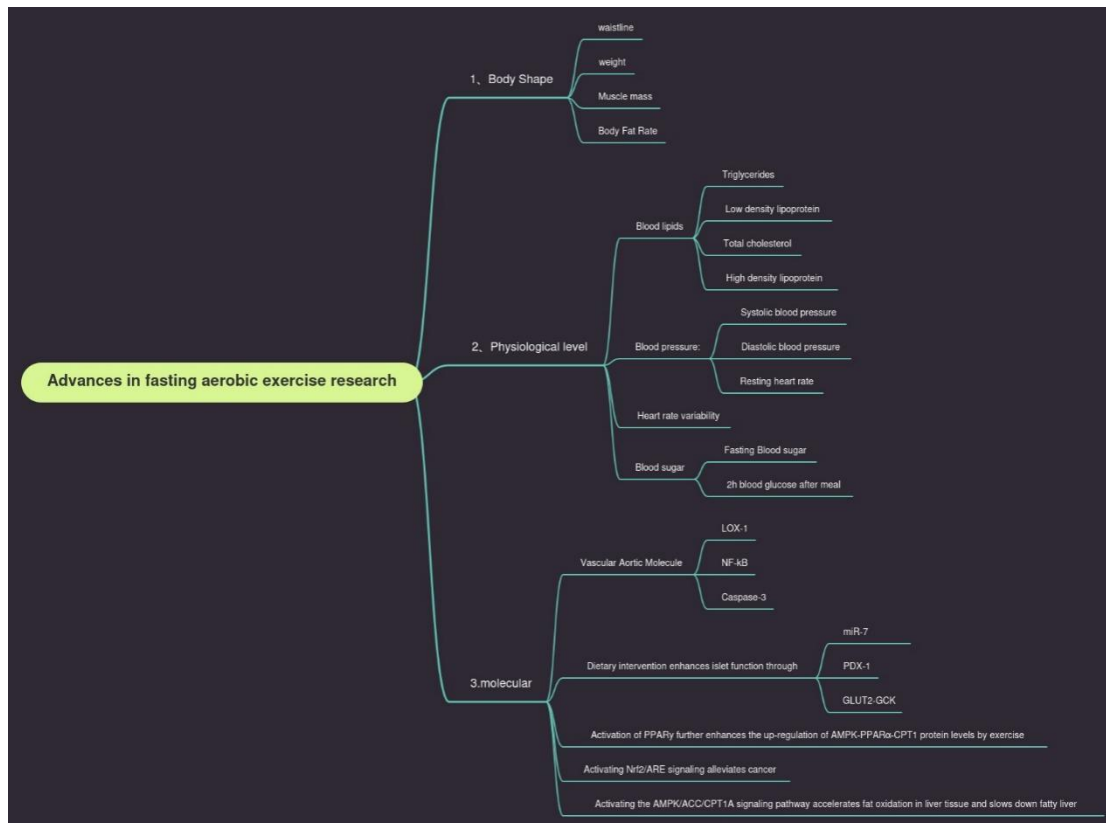 Advances in fasting aerobic exercise research
1、Body Shape
waistline
weight
Muscle mass
Body Fat Rate
2、Physiological level
Blood lipids
Triglycerides
Low density lipoprotein
Total cholesterol
High density lipoprotein
Blood pressure:
Systolic blood pressure
Diastolic blood pressure
Resting heart rate
Heart rate variability
Blood sugar
Fasting Blood sugar
2h blood glucose after meal
3.molecular
Vascular Aortic Molecule
LOX-1
NF-kB
Caspase-3
Dietary intervention enhances islet function through
miR-7
PDX-1
GLUT2-GCK
Activation of PPARγ further enhances the up-regulation of AMPK-PPARα-CPT1 protein levels by exercise
Activating Nrf2/ARE signaling alleviates cancer
Activating the AMPK/ACC/CPT1A signaling pathway accelerates fat oxidation in liver tissue and slows down fatty liver